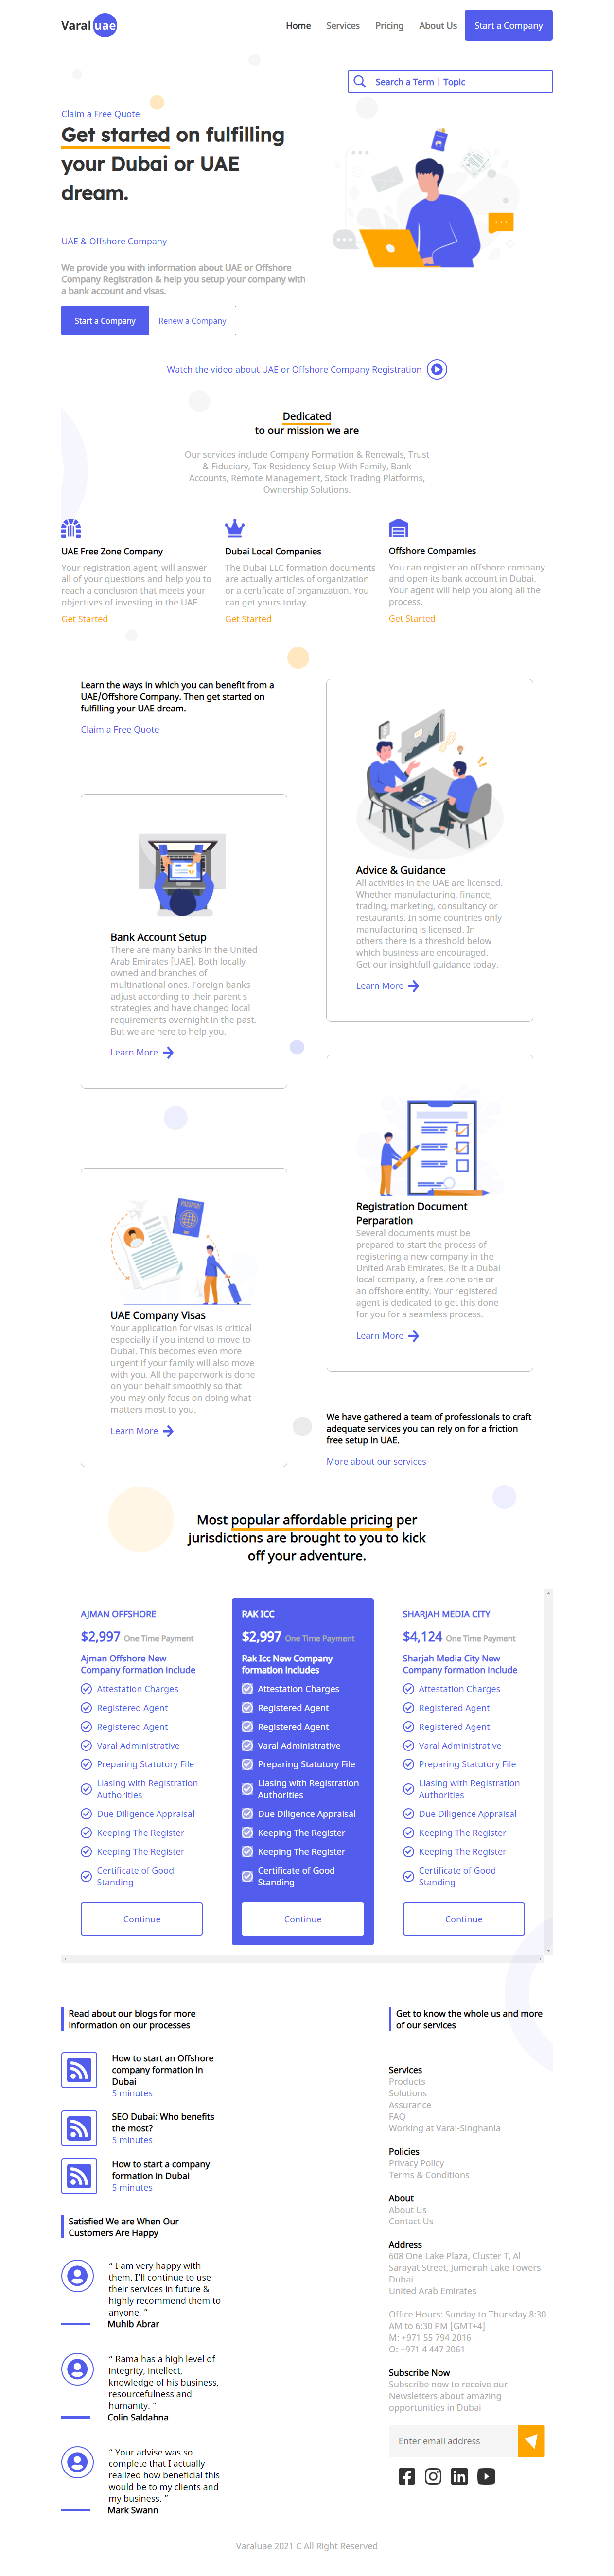 Varal uae
Home
Services
Pricing
About Us
Start a Company
Search a Term | Topic
Claim a Free Quote
Get started on fulfilling
your Dubai or UAE
dream.
UAE & Offshore Company
We provide you with information about UAE or Offshore
Company Registration & help you setup your company with
a bank account and visas.
Start a Company
Renew a Company
Watch the video about UAE or Offshore Company Registration
Dedicated
to our mission we are
Our services include Company Formation & Renewals, Trust
& Fiduciary, Tax Residency Setup With Family, Bank
Accounts, Remote Management, Stock Trading Platforms,
Ownership Solutions.
UAE Free Zone Company
Your registration agent, will answer
all of your questions and help you to
reach a conclusion that meets your
objectives of investing in the UAE.
Get Started
Dubai Local Companies
The Dubai LLC formation documents
are actually articles of organization
or a certificate of organization. You
can get yours today.
Get Started
Offshore Compamies
You can register an offshore company
and open its bank account in Dubai.
Your agent will help you along all the
process.
Get Started
Learn the ways in which you can benefit from a
UAE/Offshore Company. Then get started on
fulfilling your UAE dream.
Claim a Free Quote
Advice & Guidance
All activities in the UAE are licensed.
Whether manufacturing, finance,
trading, marketing, consultancy or
restaurants. In some countries only
manufacturing is licensed. In
others there is a threshold below
which business are encouraged.
Get our insightfull guidance today.
Learn More
Bank Account Setup
There are many banks in the United
Arab Emirates [UAE]. Both locally
owned and branches of
multinational ones. Foreign banks
adjust according to their parent s
strategies and have changed local
requirements overnight in the past.
But we are here to help you.
Learn More
Registration Document
Perparation
Several documents must be
prepared to start the process of
registering a new company in the
United Arab Emirates. Be it a Dubai
local company, a free zone one or
an offshore entity. Your registered
agent is dedicated to get this done
for you for a seamless process.
Learn More
PASSPORT
UAE Company Visas
Your application for visas is critical
especially if you intend to move to
Dubai. This becomes even more
urgent if your family will also move
with you. All the paperwork is done
on your behalf smoothly so that
you may only focus on doing what
matters most to you.
Learn More
We have gathered a team of professionals to craft
adequate services you can rely on for a friction
free setup in UAE.
More about our services
Most popular affordable pricing per
jurisdictions are brought to you to kick
off your adventure.
AJMAN OFFSHORE
$2,997 One Time Payment
Ajman Offshore New
Company formation include
Attestation Charges
Registered Agent
Registered Agent
Varal Administrative
Preparing Statutory File
Liasing with Registration
Authorities
Due Diligence Appraisal
Keeping The Register
Keeping The Register
Certificate of Good
Standing
Continue
RAK ICC
$2,997 One Time Payment
Rak Icc New Company
formation includes
Attestation Charges
Registered Agent
Registered Agent
Varal Administrative
Preparing Statutory File
Liasing with Registration
Authorities
Due Diligence Appraisal
Keeping The Register
Keeping The Register
Certificate of Good
Standing
Continue
SHARJAH MEDIA CITY
$4,124 One Time Payment
Sharjah Media City New
Company formation include
Attestation Charges
Registered Agent
Registered Agent
Varal Administrative
Preparing Statutory File
Liasing with Registration
Authorities
Due Diligence Appraisal
Keeping The Register
Keeping The Register
Certificate of Good
Standing
Continue
Read about our blogs for more
information on our processes
How to start an Offshore
company formation in
Dubai
5 minutes
SEO Dubai: Who benefits
the most?
5 minutes
How to start a company
formation in Dubai
5 minutes
Satisfied We are When Our
Customers Are Happy
“ I am very happy with
them. I'll continue to use
their services in future &
highly recommend them to
anyone. ”
Muhib Abrar
“ Rama has a high level of
integrity, intellect,
knowledge of his business,
resourcefulness and
humanity. ”
Colin Saldahna
“ Your advise was so
complete that I actually
realized how beneficial this
would be to my clients and
my business. ”
Mark Swann
Get to know the whole us and more
of our services
Services
Products
Solutions
Assurance
FAQ
Working at Varal-Singhania
Policies
Privacy Policy
Terms & Conditions
About
About Us
Contact Us
Address
608 One Lake Plaza, Cluster T, Al
Sarayat Street, Jumeirah Lake Towers
Dubai
United Arab Emirates
Office Hours: Sunday to Thursday 8:30
AM to 6:30 PM [GMT+4]
M: +971 55 794 2016
O: +971 4 447 2061
Subscribe Now
Subscribe now to receive our
Newsletters about amazing
opportunities in Dubai
Enter email address
Varaluae 2021 C All Right Reserved